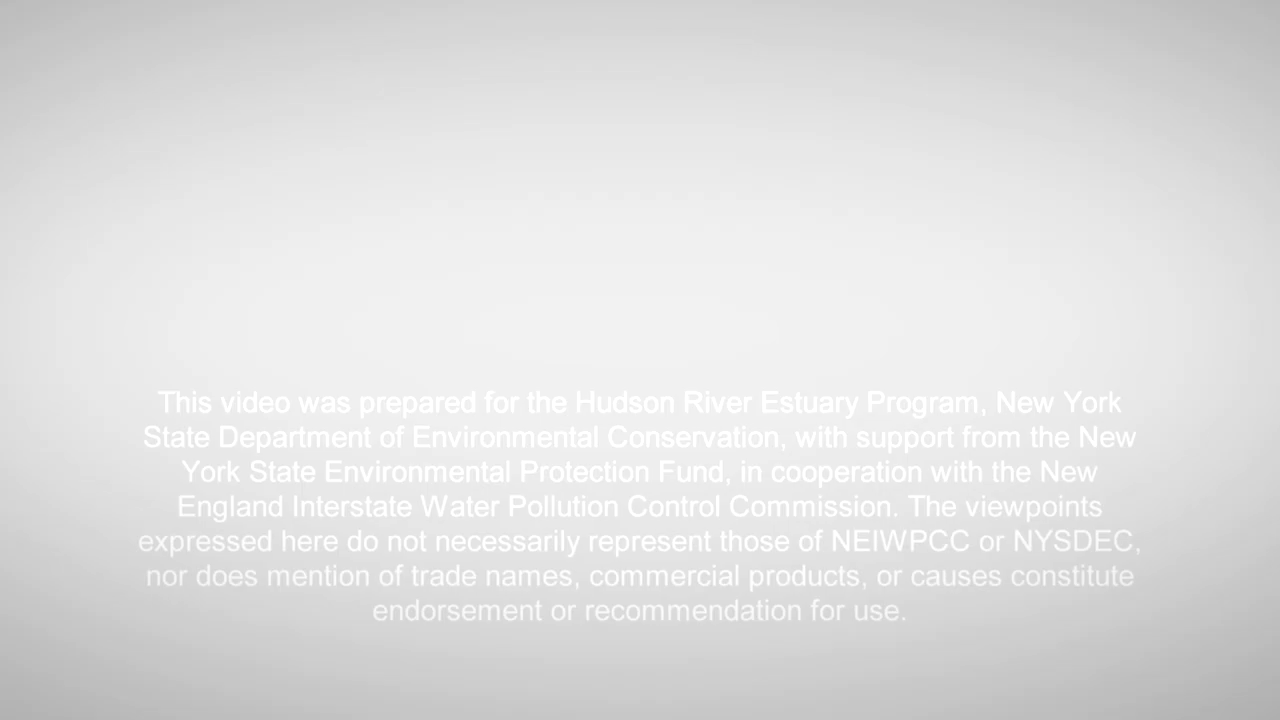 This video was prepared for the Hudson River Estuary Program, New York
State Department of Environmental Conservation, with support from the New
York State Environmental Protection Fund, in cooperation with the New
England Interstate Water Pollution Control Commission. The viewpoints
expressed here do not necessarily represent those of NEIWPCC or NYSDEC,
nor does mention of trade names, commercial products, or causes constitute
endorsement or recommendation for use.